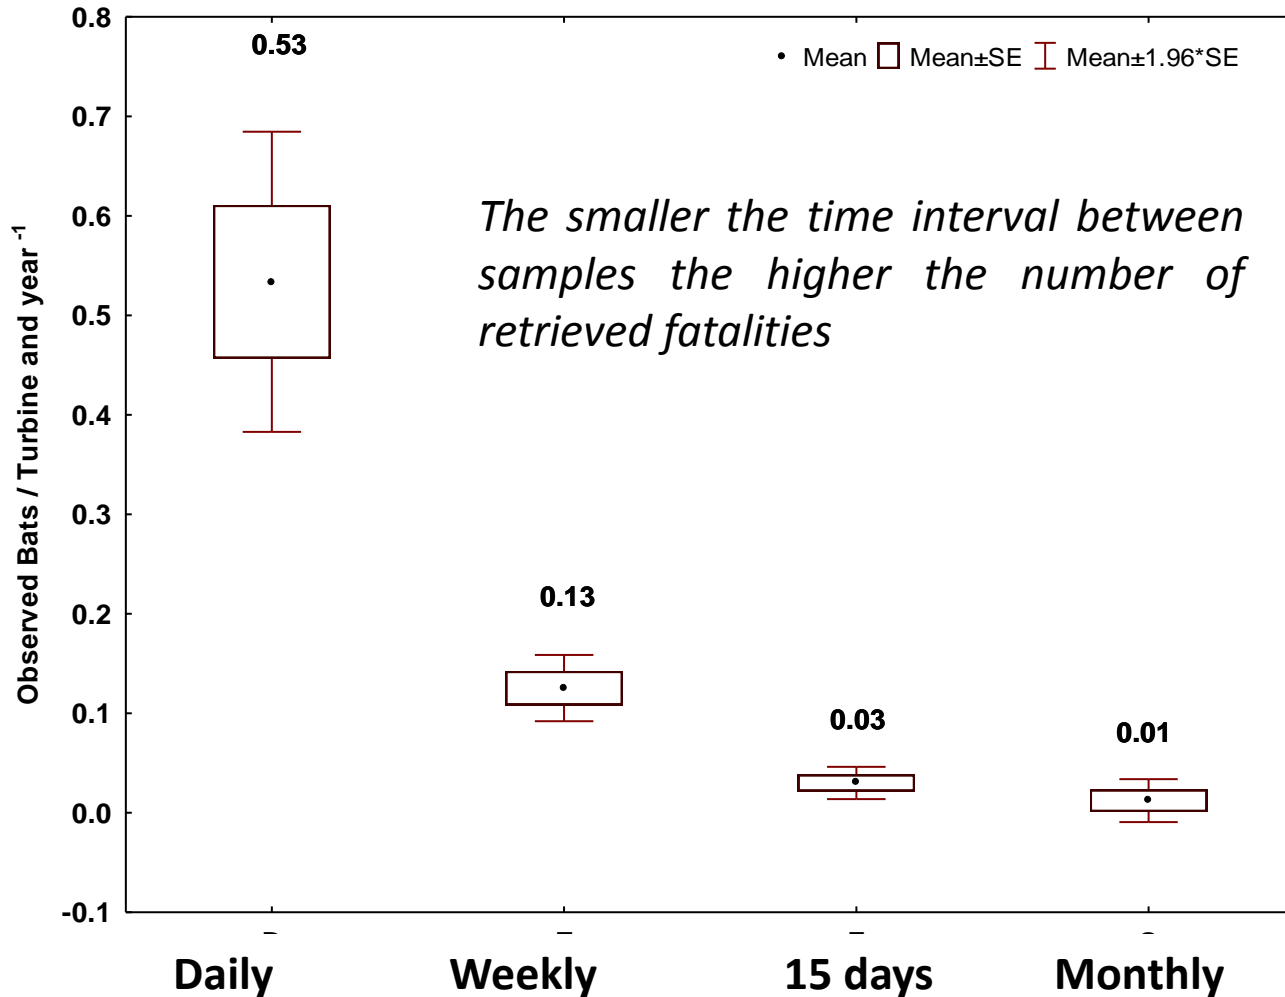 0.8
0.53
Mean Mean±SE Mean±1.96*SE
0.7
The smaller the time interval between
samples the higher the number of
retrieved fatalities
0.6
0.5
0.4
0.3
0.2
0.13
0.1
0.03
0.01
0.0
-0.1
Observed Bats / Turbine and year -1
Daily Weekly 15 days Monthly